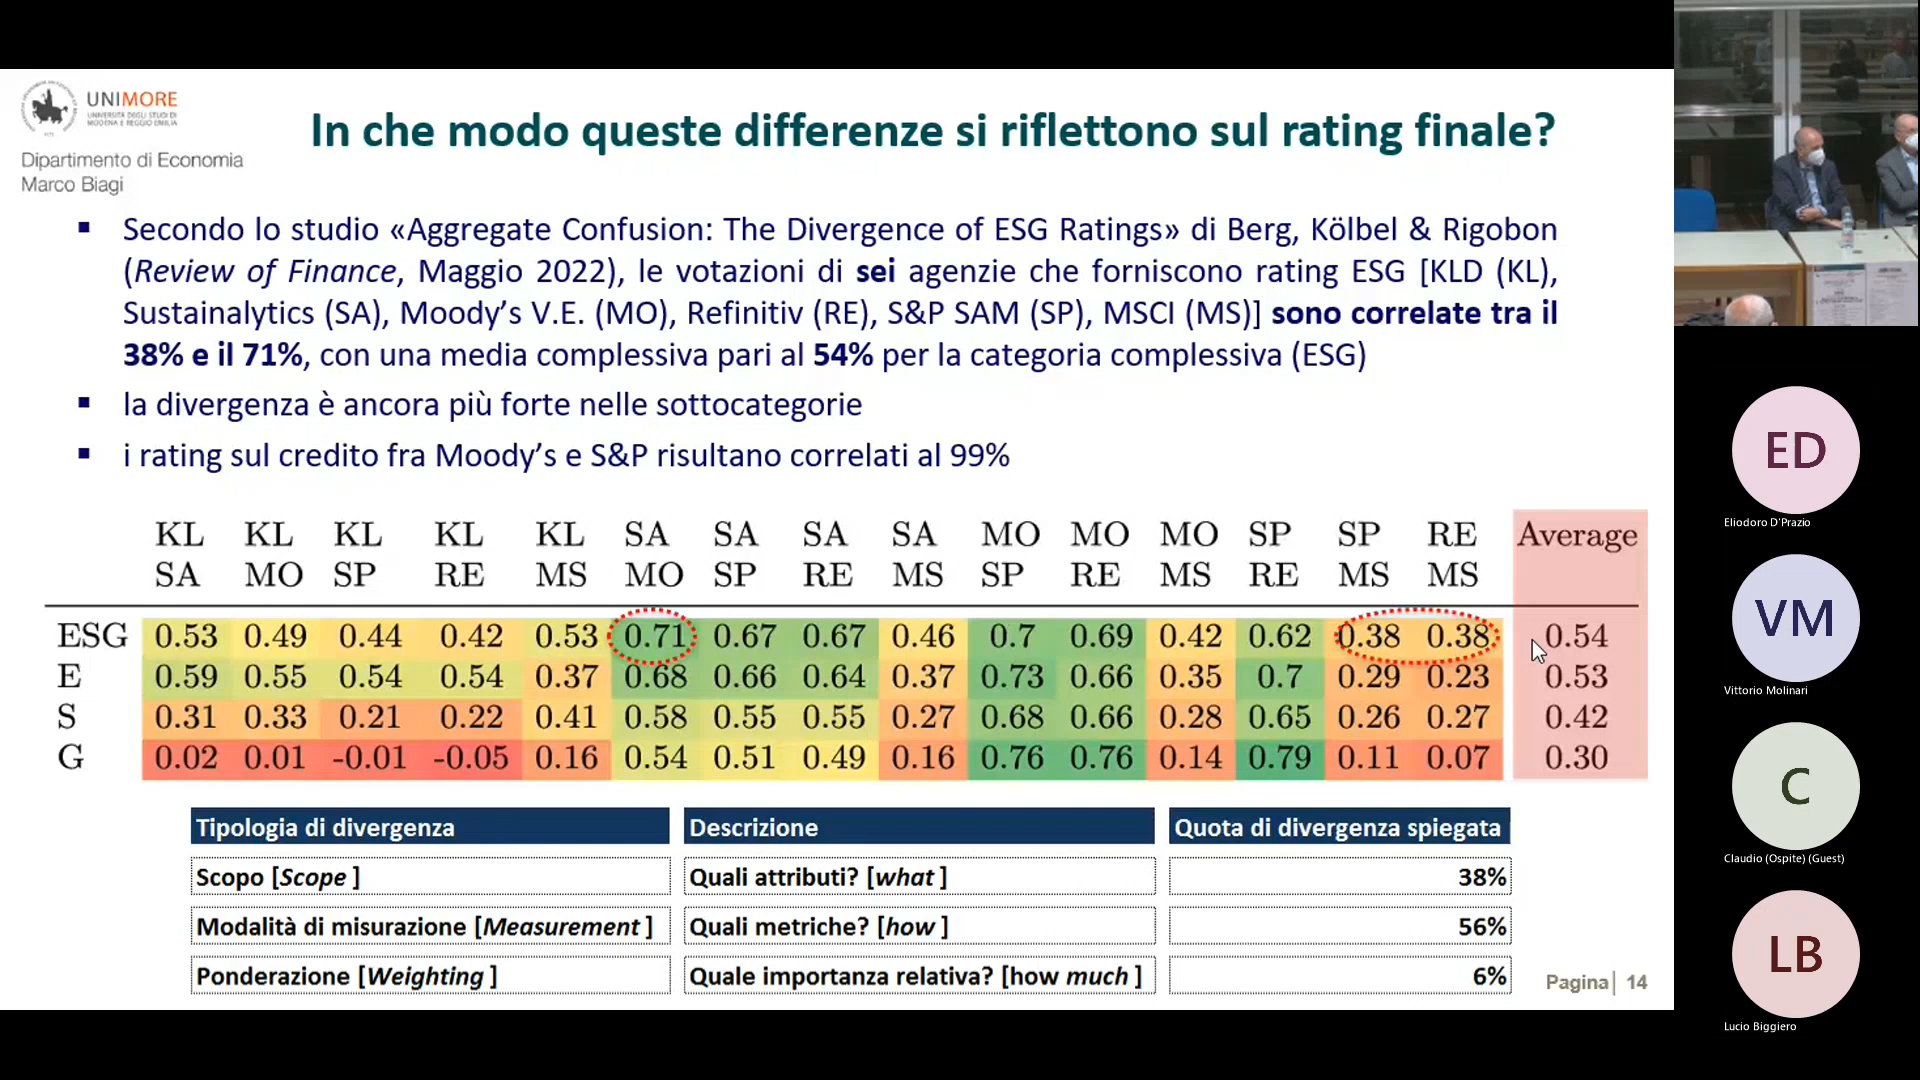 UNIMORE
UNIVERSITÀ DEGLI STUDI DI
MODENA E REGGIO EMILIA
Dipartimento di Economia
Marco Biagi
In che modo queste differenze si riflettono sul rating finale?
Secondo lo studio «Aggregate Confusion: The Divergence of ESG Ratings» di Berg, Kölbel & Rigobon
(Review of Finance, Maggio 2022), le votazioni di sei agenzie che forniscono rating ESG [KLD (KL),
Sustainalytics (SA), Moody's V.E. (MO), Refinitiv (RE), S&P SAM (SP), MSCI (MS)] sono correlate tra il
38% e il 71%, con una media complessiva pari al 54% per la categoria complessiva (ESG)
la divergenza è ancora più forte nelle sottocategorie
i rating sul credito fra Moody's e S&P risultano correlati al 99%
KL KL KL KL KL SA SA SA SA MO MO MO SP SP RE Average
SA MO SP RE MS MO SP RE MS SP RE MS RE MS MS
ESG 0.53 0.49 0.44 0.42 0.53 0.71 0.67 0.67 0.46 0.7 0.69 0.42 0.62 0.38 0.38 0.54
E 0.59 0.55 0.54 0.54 0.37 0.68 0.66 0.64 0.37 0.73 0.66 0.35 0.7 0.29 0.23 0.53
S 0.31 0.33 0.21 0.22 0.41 0.58 0.55 0.55 0.27 0.68 0.66 0.28 0.65 0.26 0.27 0.42
G 0.02 0.01 -0.01 -0.05 0.16 0.54 0.51 0.49 0.16 0.76 0.76 0.14 0.79 0.11 0.07 0.30
Tipologia di divergenza Descrizione Quota di divergenza spiegata
Scopo [Scope ] Quali attributi? [what ] 38%
Modalità di misurazione [Measurement ] Quali metriche? [how ] 56%
Ponderazione [Weighting ] Quale importanza relativa? [how much ] 6%
Pagina| 14
ED
Eliodoro D'Prazio
VM
Vittorio Molinari
C
Claudio (Ospite) (Guest)
LB
Lucio Biggiero